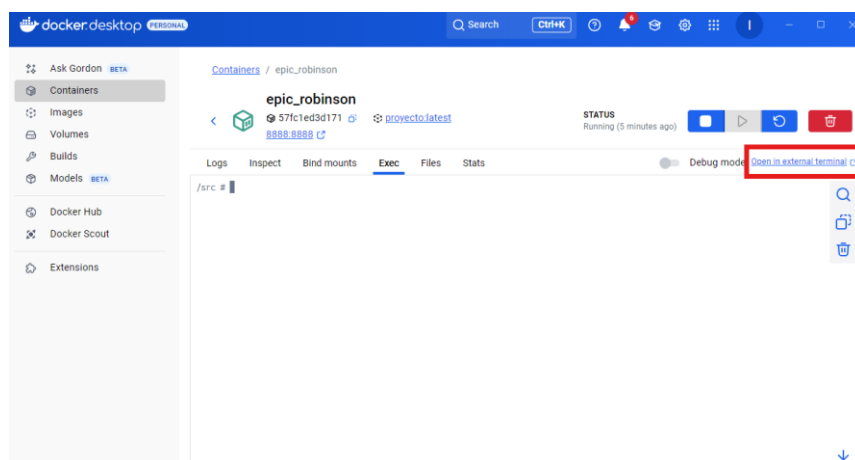 docker.desktop PERSONAL
Search Ctrl+K
6
I
Ask Gordon BETA
Containers
Images
Volumes
Builds
Models BETA
Docker Hub
Docker Scout
Extensions
Containers / epic_robinson
epic_robinson
57fc1ed3d171 proyecto:latest
8888:8888
STATUS
Running (5 minutes ago)
Logs Inspect Bind mounts Exec Files Stats
Debug mode Open in external terminal
/src #